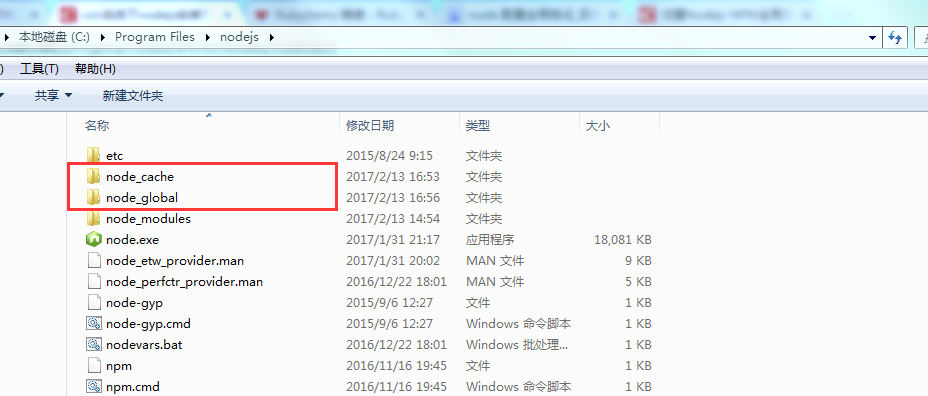 本地磁盘 (C:) Program Files nodejs
) 工具(T) 帮助(H)
共享 新建文件夹
名称 修改日期 类型 大小
etc 2015/8/24 9:15 文件夹
node_cache 2017/2/13 16:53 文件夹
node_global 2017/2/13 16:56 文件夹
node_modules 2017/2/13 14:54 文件夹
node.exe 2017/1/31 21:17 应用程序 18,081 KB
node_etw_provider.man 2017/1/31 20:02 MAN 文件 9 KB
node_perfctr_provider.man 2016/12/22 18:01 MAN 文件 5 KB
node-gyp 2015/9/6 12:27 文件 1 KB
node-gyp.cmd 2015/9/6 12:27 Windows 命令脚本 1 KB
nodevars.bat 2016/12/22 18:01 Windows 批处理... 1 KB
npm 2016/11/16 19:45 文件 1 KB
npm.cmd 2016/11/16 19:45 Windows 命令脚本 1 KB